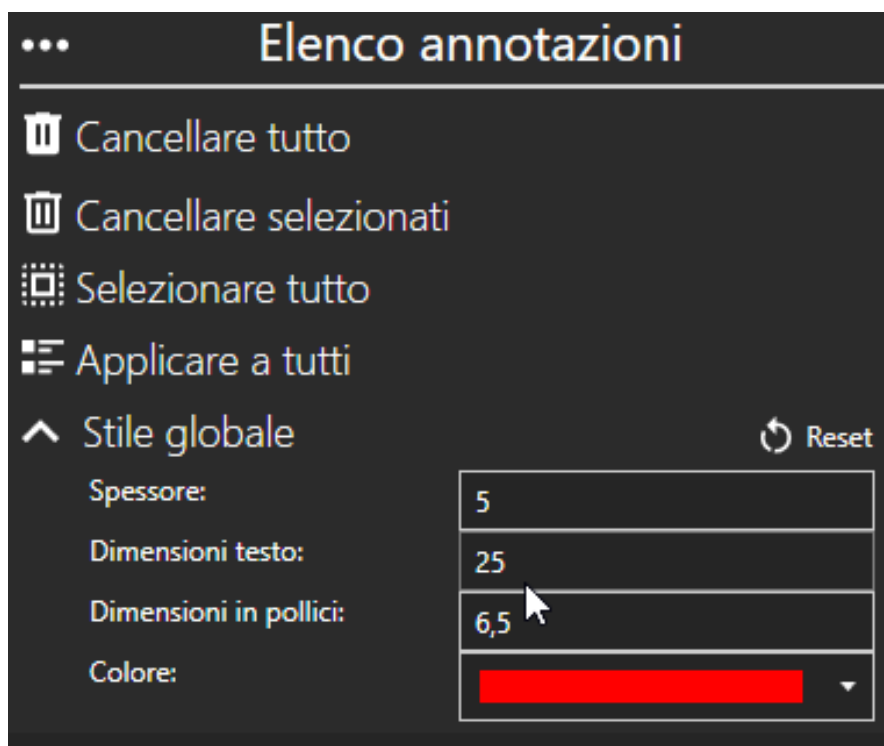 Elenco annotazioni
Cancellare tutto
Cancellare selezionati
Selezionare tutto
Applicare a tutti
Stile globale Reset
Spessore: 5
Dimensioni testo: 25
Dimensioni in pollici: 6,5
Colore: